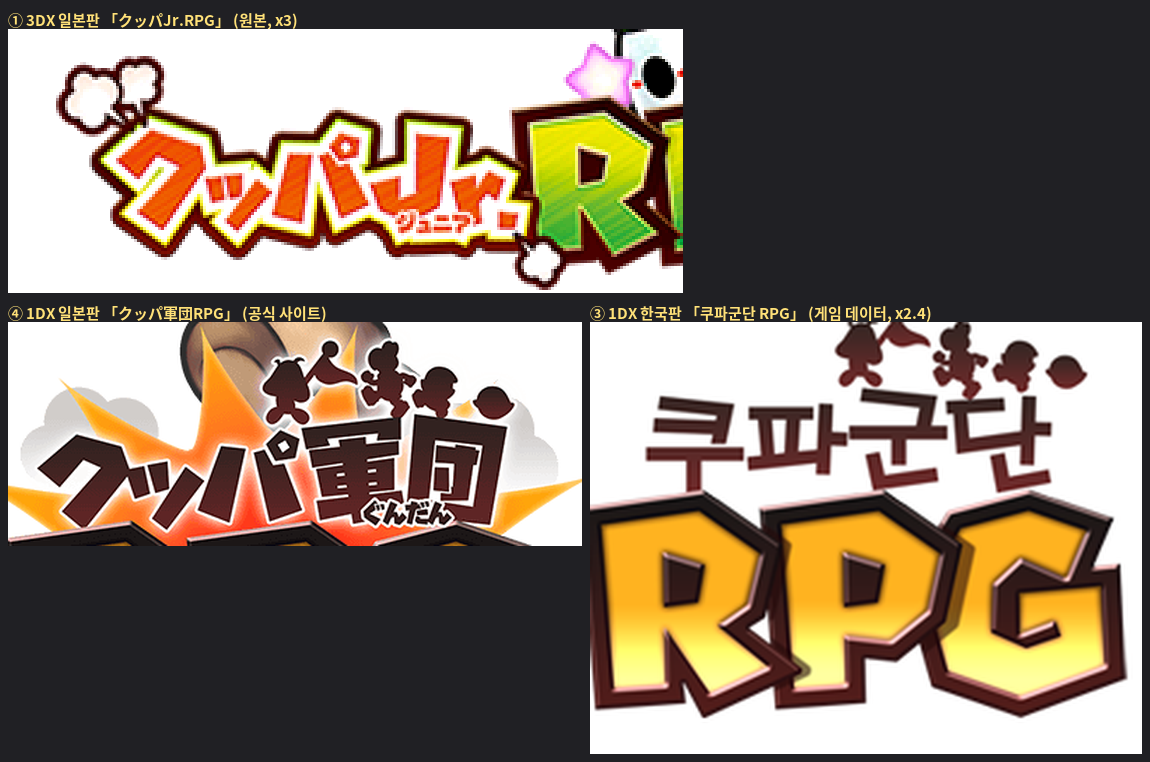 ① 3DX 일본판 「クッパJr.RPG」 (원본, x3)
クッパJr.
ジュニア
R
④ 1DX 일본판 「クッパ軍団RPG」 (공식 사이트)
クッパ軍団
ぐんだん
③ 1DX 한국판 「쿠파군단 RPG」 (게임 데이터, x2.4)
쿠파군단
RPG